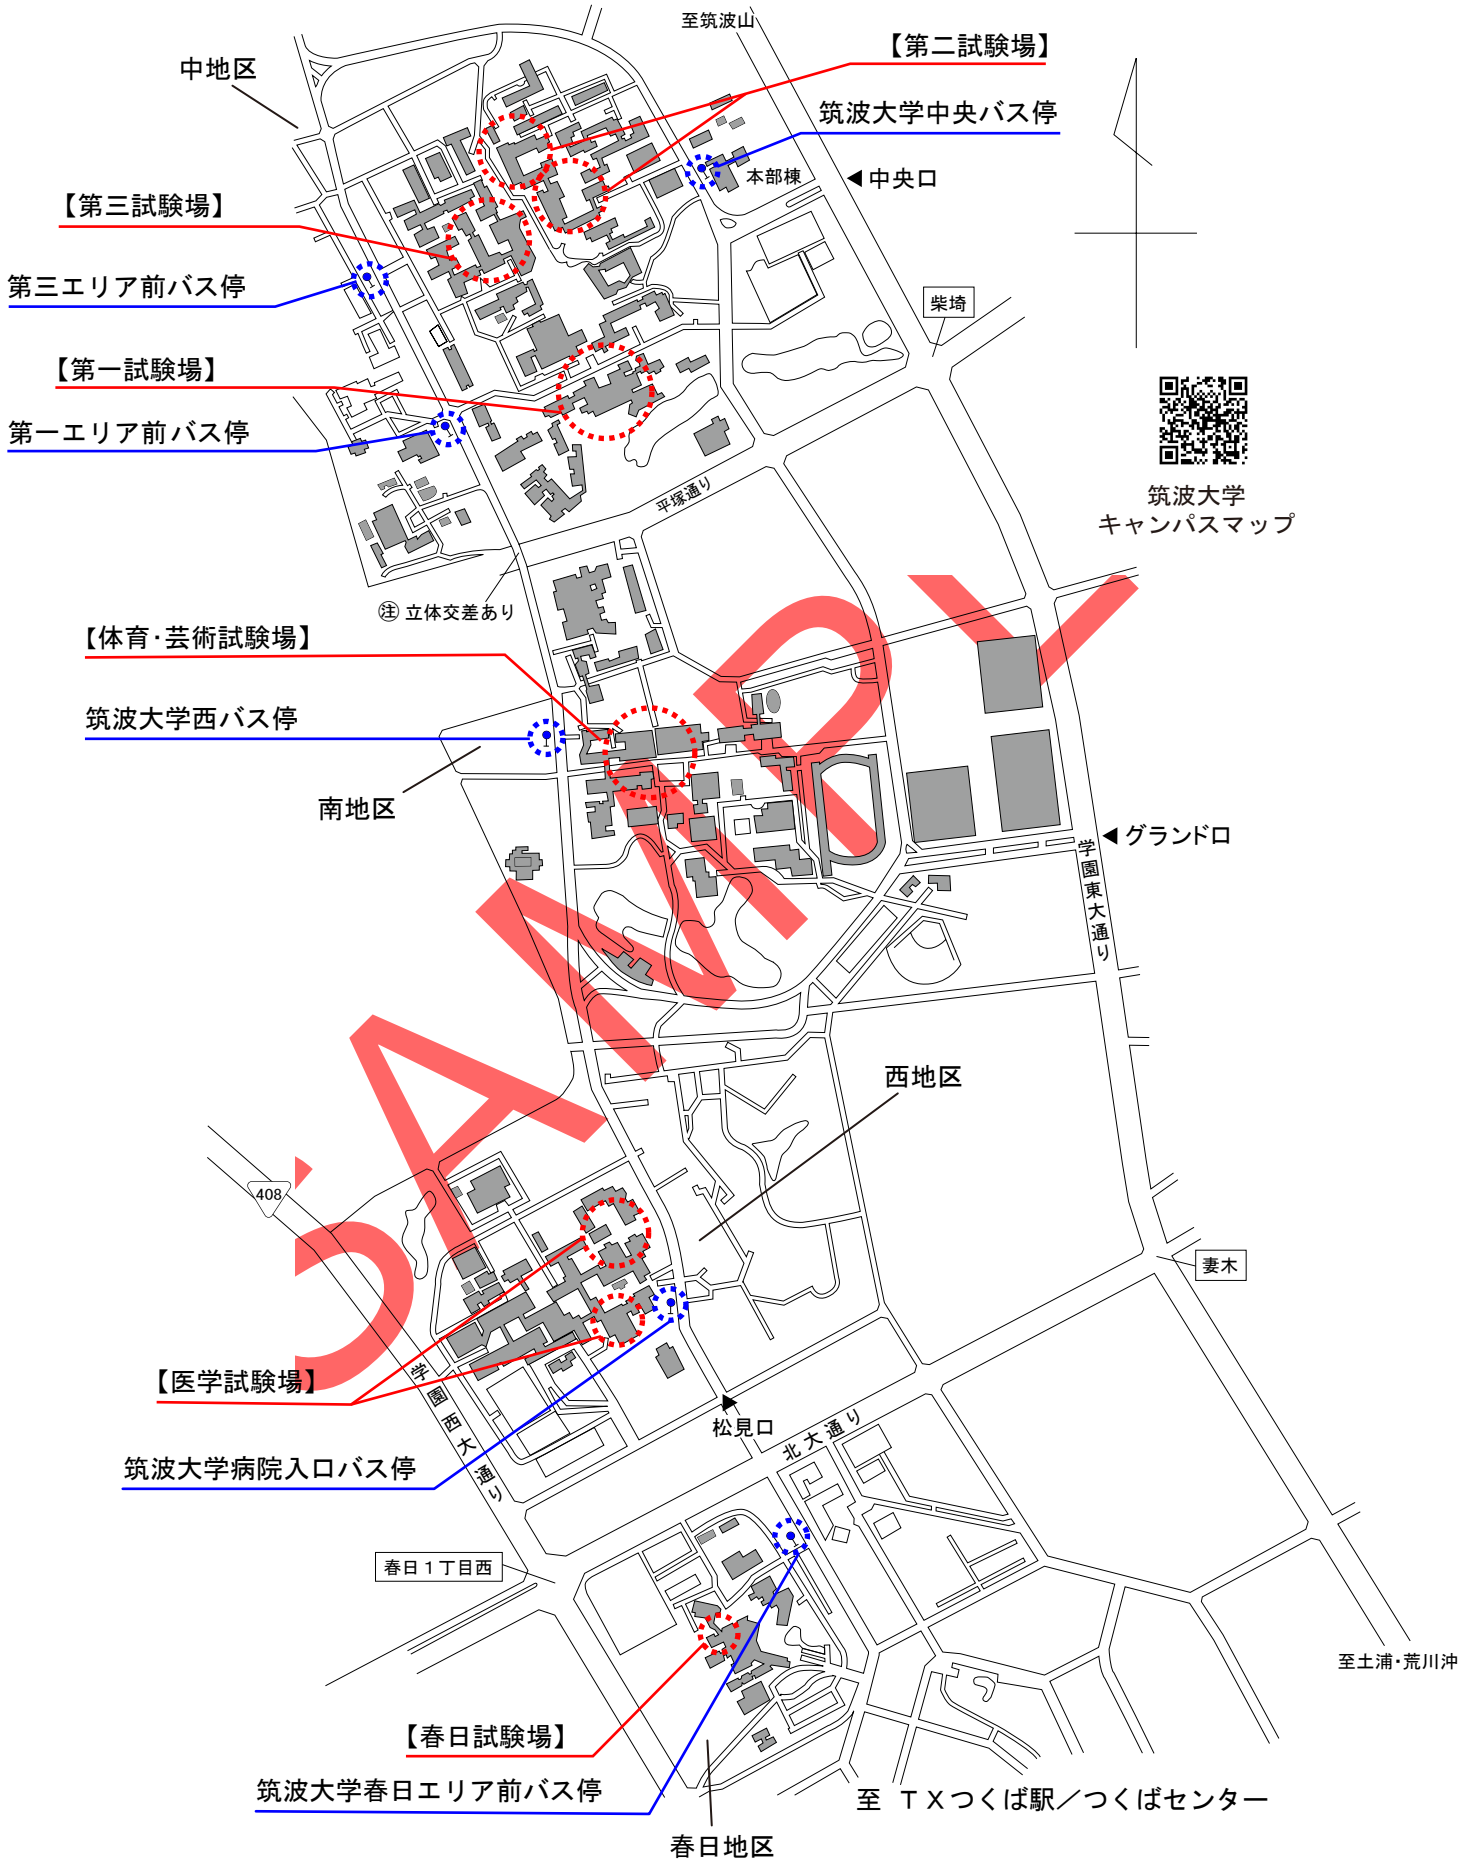 至筑波山
【第二試験場】
中地区
筑波大学中央バス停
本部棟
◀中央口
【第三試験場】
第三エリア前バス停
柴埼
【第一試験場】
第一エリア前バス停
平塚通り
筑波大学
キャンパスマップ
㊟立体交差あり
【体育・芸術試験場】
筑波大学西バス停
南地区
◀グランド口
学園東大通り
西地区
408
妻木
【医学試験場】
学園西大通り
松見口
北大通り
筑波大学病院入口バス停
春日１丁目西
至土浦・荒川沖
【春日試験場】
筑波大学春日エリア前バス停
至 ＴＸつくば駅／つくばセンター
春日地区
SAMPY